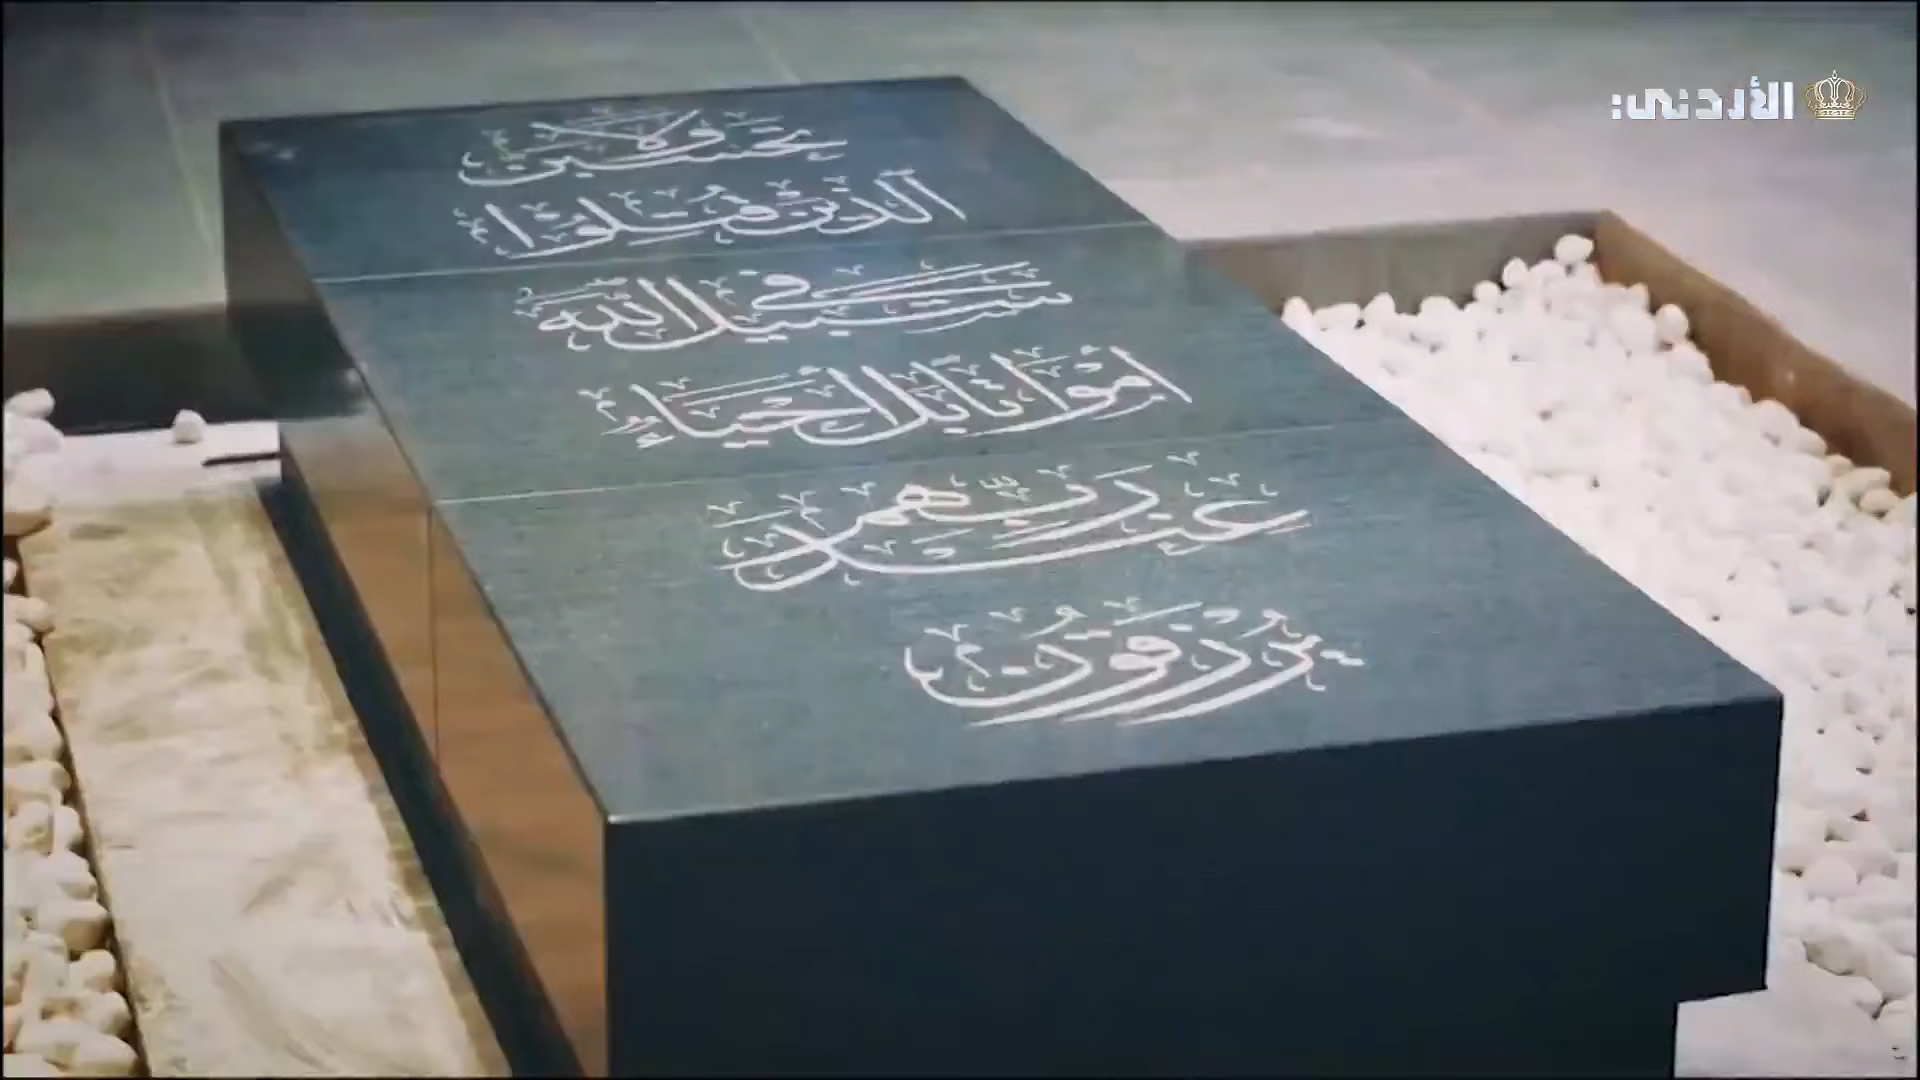 الأردني:
ولا تحسبن
الذين قتلوا
في سبيل الله
أمواتا بل أحياء
عند ربهم
يرزقون